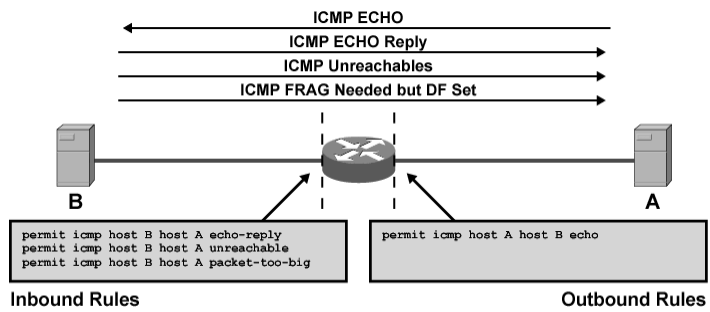 ICMP ECHO
ICMP ECHO Reply
ICMP Unreachables
ICMP FRAG Needed but DF Set
B
A
permit icmp host B host A echo-reply
permit icmp host B host A unreachable
permit icmp host B host A packet-too-big
permit icmp host A host B echo
Inbound Rules
Outbound Rules